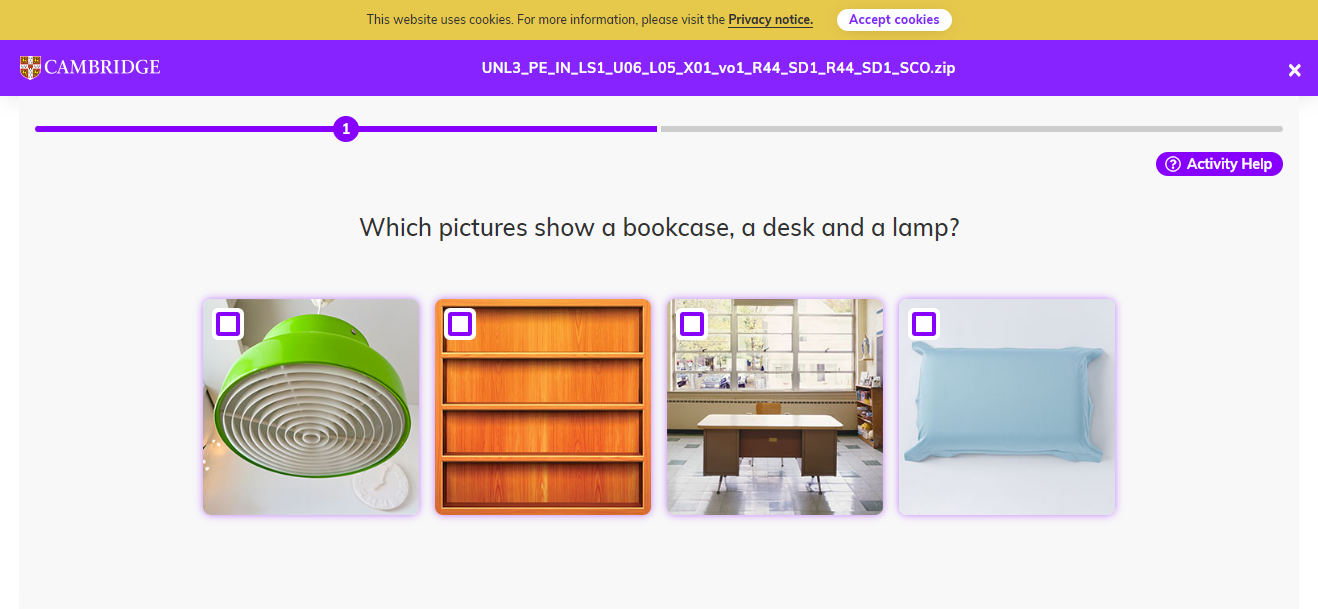 This website uses cookies. For more information, please visit the Privacy notice. Accept cookies
CAMBRIDGE UNL3_PE_IN_LS1_U06_L05_X01_vo1_R44_SD1_R44_SD1_SCO.zip
1
Activity Help
Which pictures show a bookcase, a desk and a lamp?